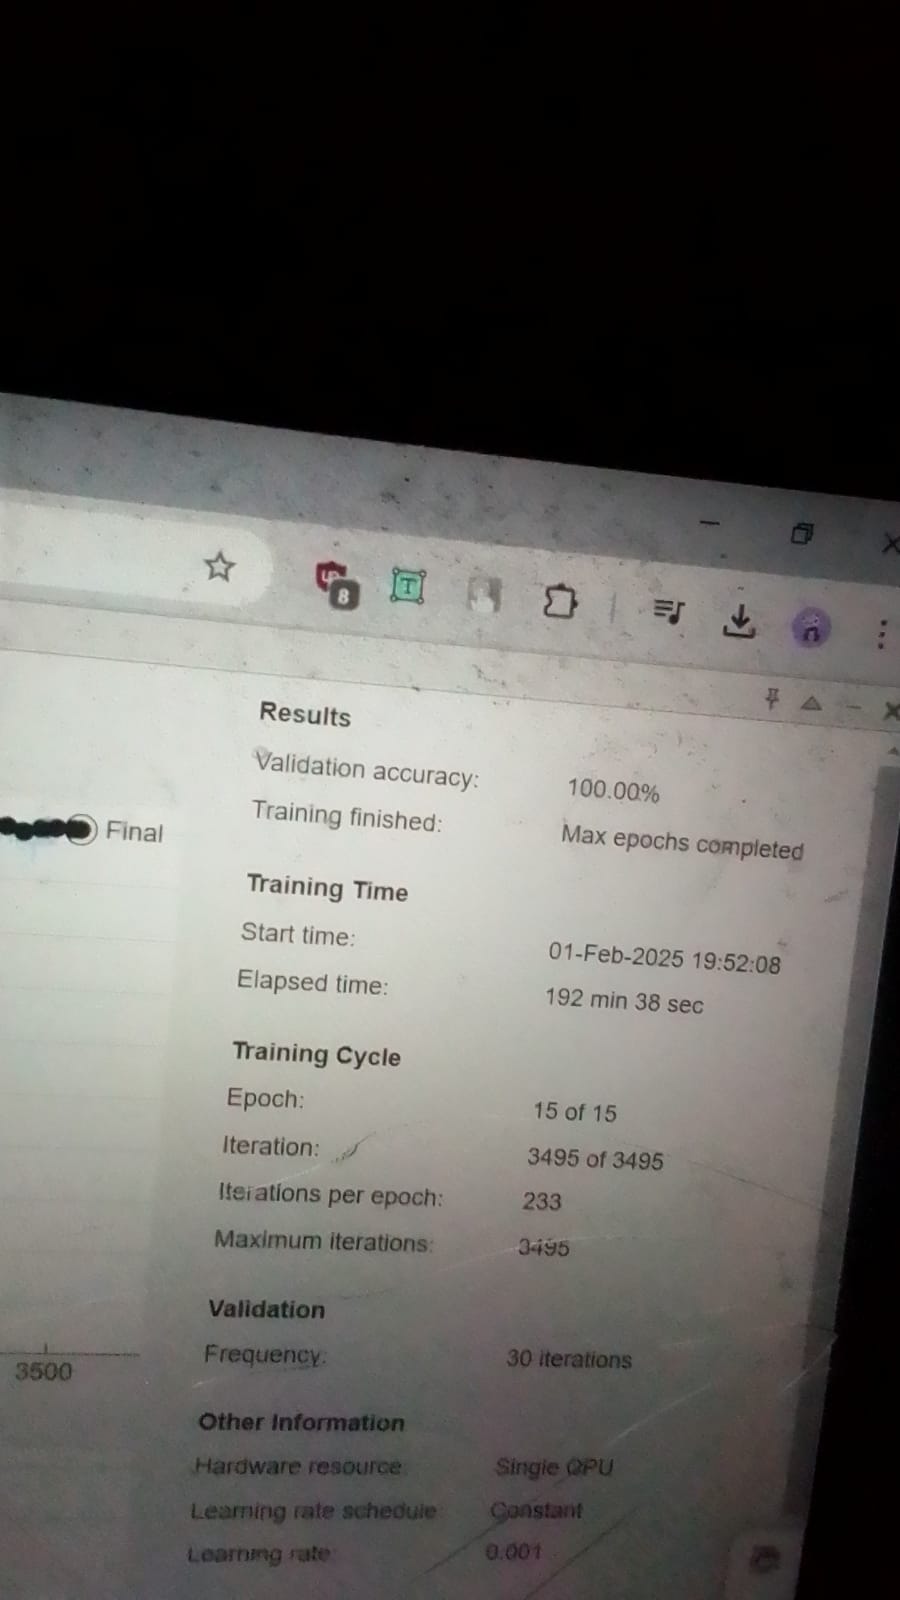 8
T
Results
Validation accuracy: 100.00%
Training finished: Max epochs completed
Final
Training Time
Start time: 01-Feb-2025 19:52:08
Elapsed time: 192 min 38 sec
Training Cycle
Epoch: 15 of 15
Iteration: 3495 of 3495
Iterations per epoch: 233
Maximum iterations: 3495
Validation
Frequency: 30 iterations
3500
Other Information
Hardware resource: Single CPU
Learning rate schedule: Constant
Learning rate: 0.001